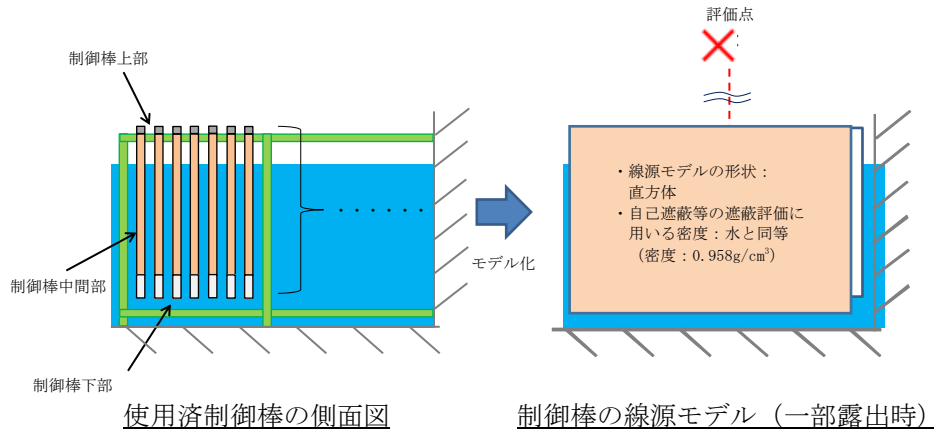 評価点
制御棒上部
・線源モデルの形状：
直方体
・自己遮蔽等の遮蔽評価に
用いる密度：水と同等
（密度：0.958g/cm³）
・・・・・・
モデル化
制御棒中間部
制御棒下部
使用済制御棒の側面図
制御棒の線源モデル（一部露出時）